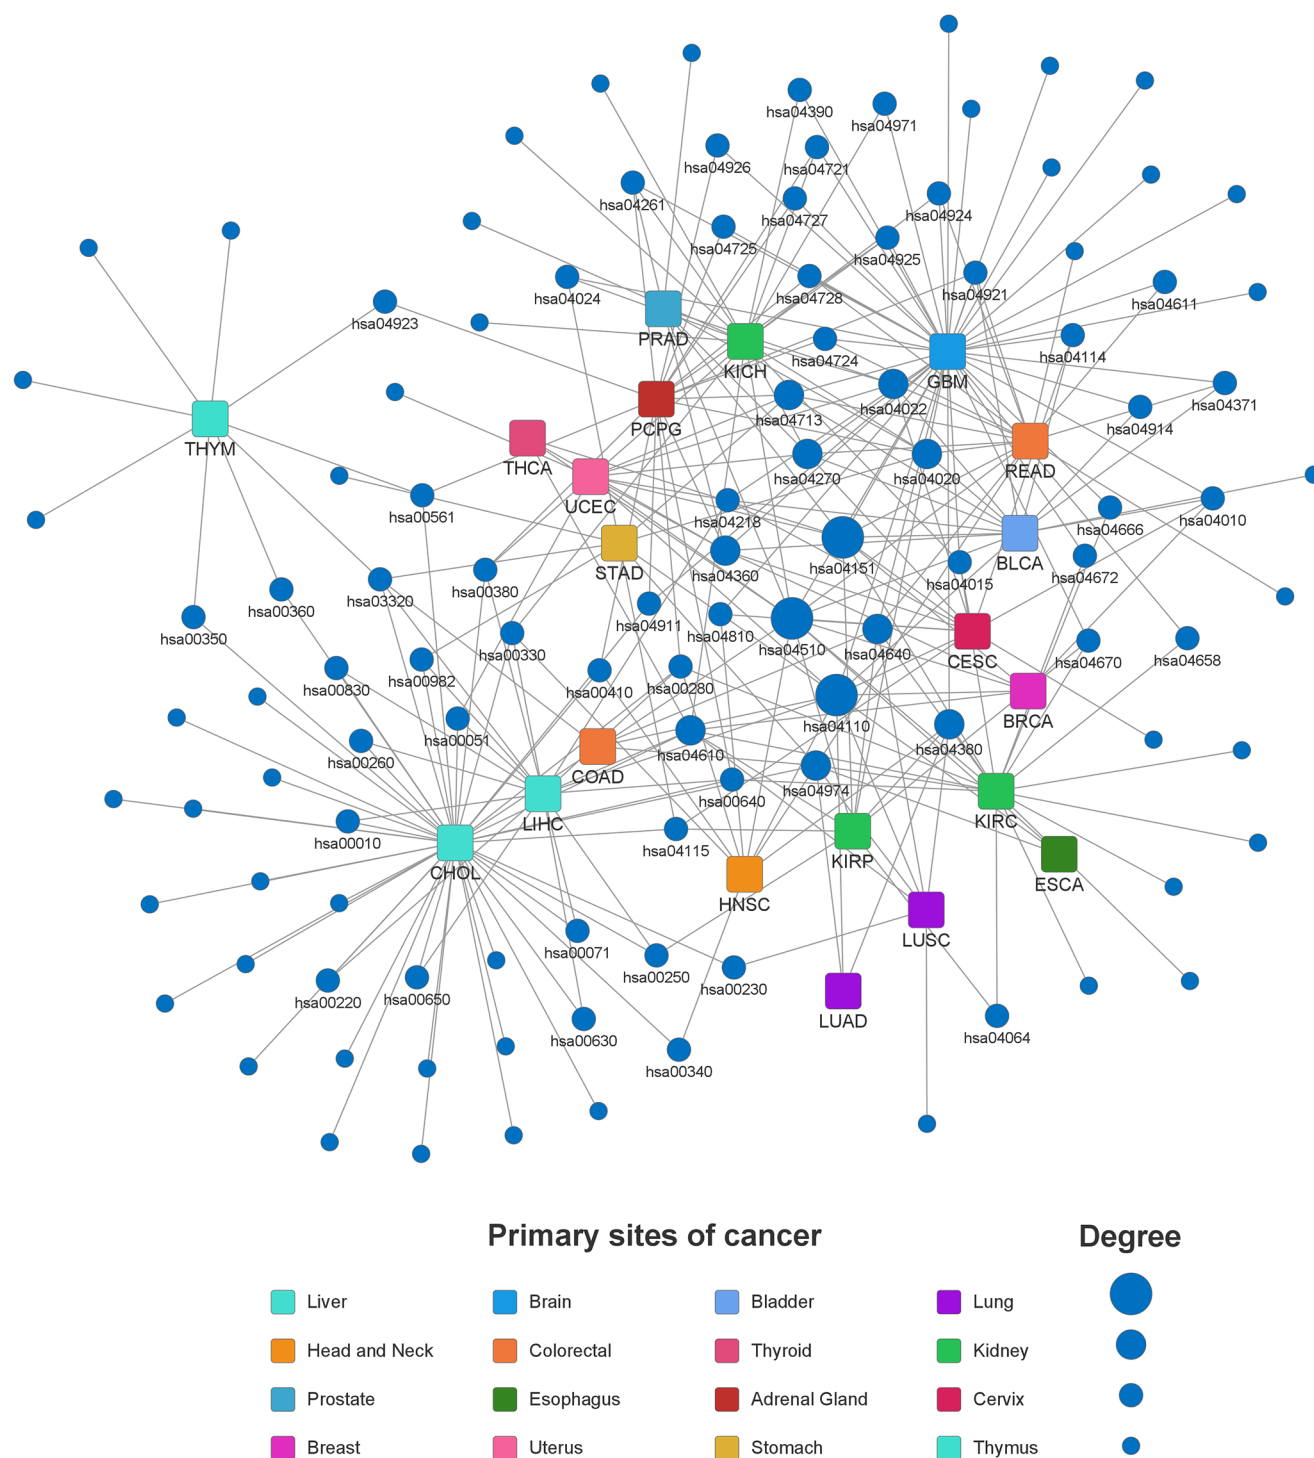 hsa04390
hsa04971
hsa04926
hsa04721
hsa04261
hsa04727
hsa04924
hsa04725
hsa04925
hsa04024
hsa04728
hsa04921
hsa04611
hsa04923
PRAD
KICH
hsa04724
GBM
hsa04114
hsa04022
hsa04371
hsa04713
PCPG
hsa04914
THYM
THCA
READ
hsa04270
hsa04020
UCEC
hsa00561
hsa04218
hsa04010
hsa04666
STAD
hsa04360
hsa04151
BLCA
hsa04015
hsa04672
hsa00380
hsa03320
hsa00360
hsa04911
hsa04810
hsa00350
hsa04510
hsa04640
CESC
hsa00330
hsa04670
hsa04658
hsa00982
hsa00830
hsa00410
hsa00280
BRCA
hsa04110
hsa00051
hsa04610
hsa04380
hsa00260
COAD
hsa04974
hsa00640
LIHC
KIRC
hsa00010
hsa04115
KIRP
CHOL
ESCA
HNSC
LUSC
hsa00071
hsa00250
hsa00230
hsa00220
hsa00650
LUAD
hsa00630
hsa04064
hsa00340
Primary sites of cancer
Degree
Liver
Brain
Bladder
Lung
Head and Neck
Colorectal
Thyroid
Kidney
Prostate
Esophagus
Adrenal Gland
Cervix
Breast
Uterus
Stomach
Thymus